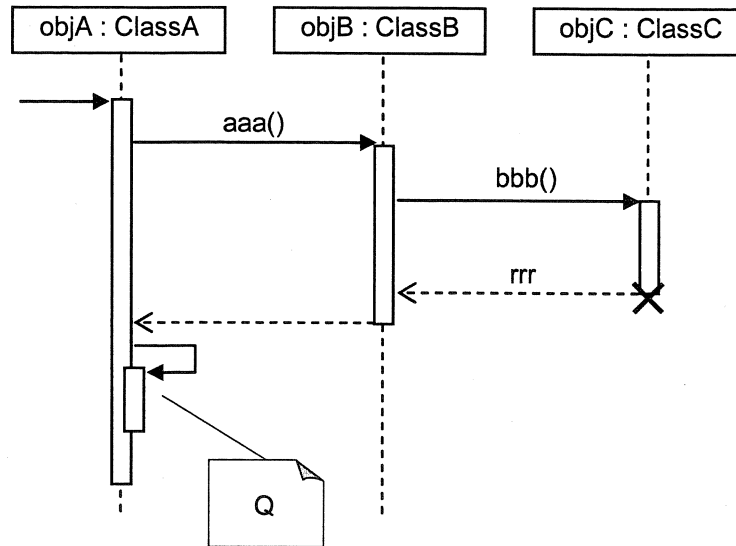 objA : ClassA
objB : ClassB
objC : ClassC
aaa()
bbb()
rrr
Q